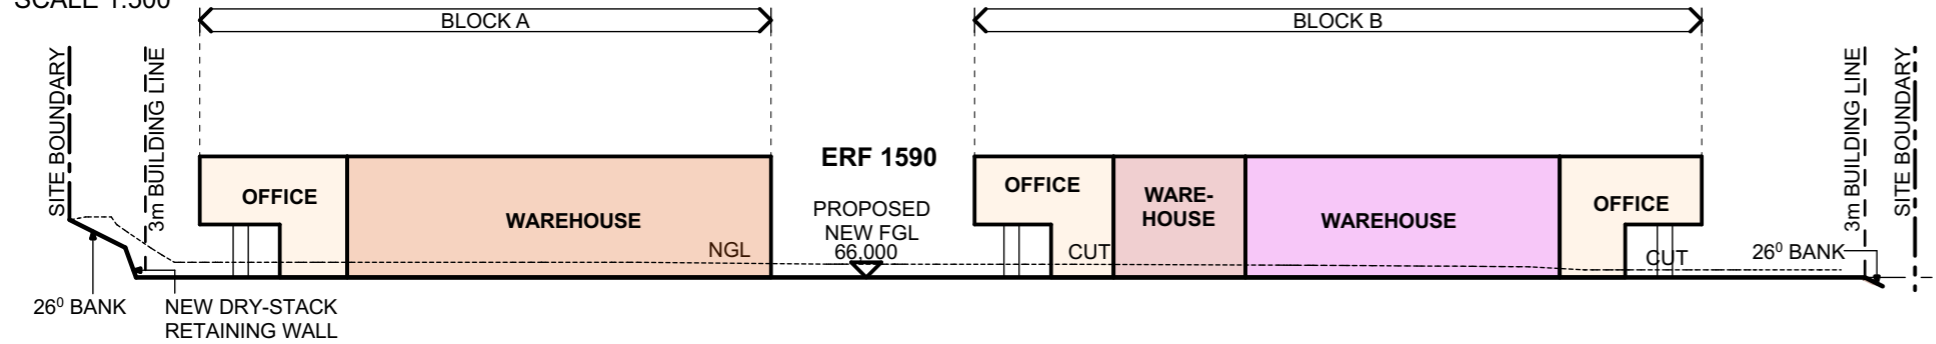 SCALE 1:500
BLOCK A
BLOCK B
SITE BOUNDARY
3m BUILDING LINE
OFFICE
WAREHOUSE
NGL
ERF 1590
PROPOSED
NEW FGL
66,000
OFFICE
CUT
WARE-
HOUSE
WAREHOUSE
OFFICE
CUT
26⁰ BANK
3m BUILDING LINE
SITE BOUNDARY
26⁰ BANK
NEW DRY-STACK
RETAINING WALL